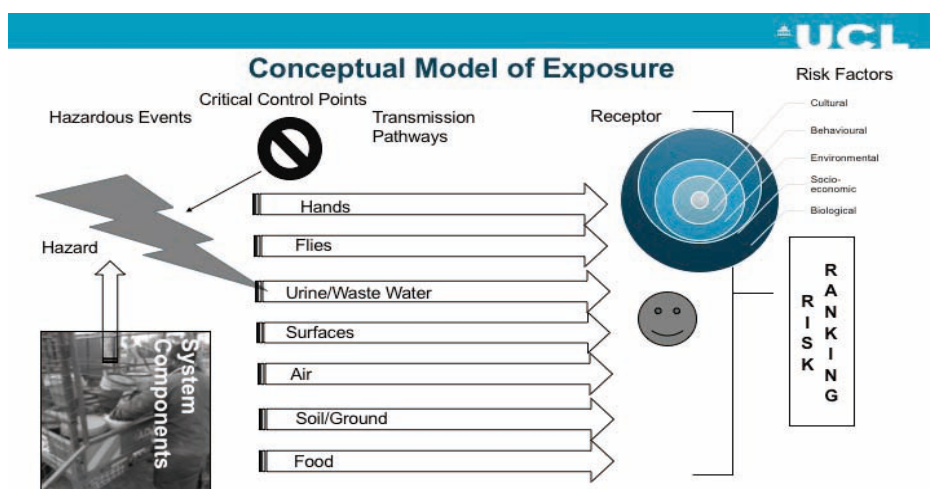 UCL
Conceptual Model of Exposure
Risk Factors
Critical Control Points
Hazardous Events
Transmission
Pathways
Receptor
Cultural
Behavioural
Environmental
Socio-
economic
Biological
Hazard
Hands
Flies
Urine/Waste Water
Surfaces
Air
Soil/Ground
Food
System
Components
RISK
RANKING